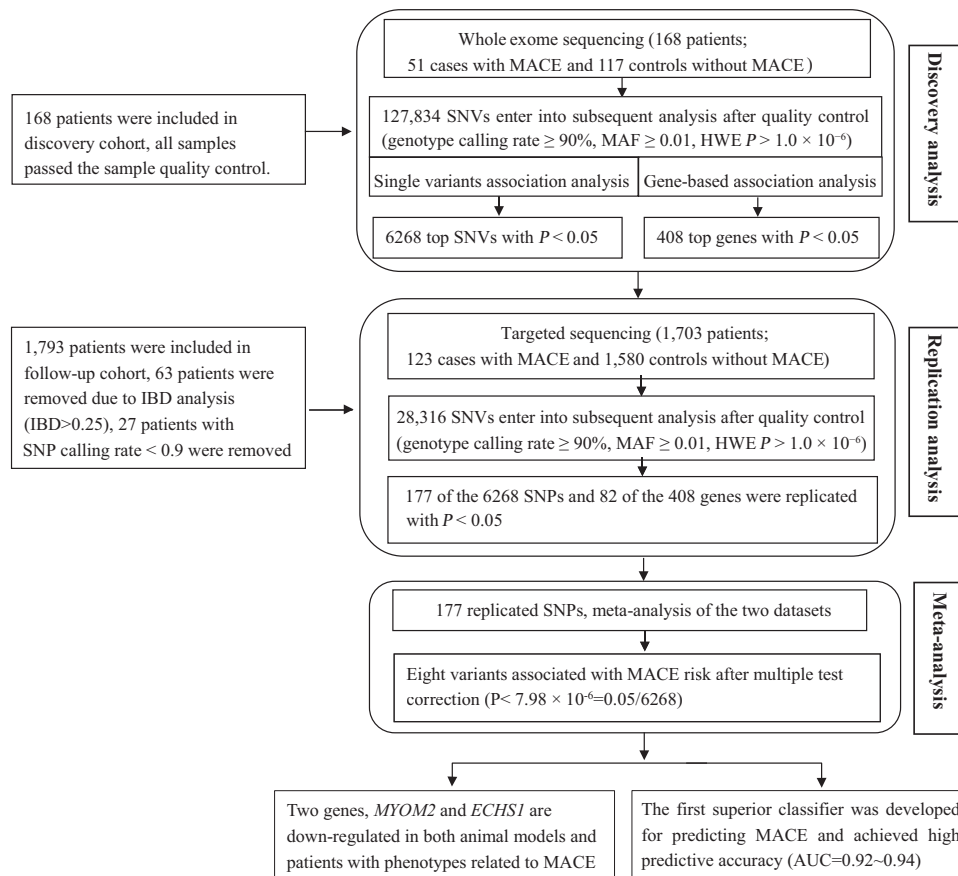 Whole exome sequencing (168 patients;
51 cases with MACE and 117 controls without MACE)
168 patients were included in
discovery cohort, all samples
passed the sample quality control.
127,834 SNVs enter into subsequent analysis after quality control
(genotype calling rate ≥ 90%, MAF ≥ 0.01, HWE P > 1.0 × 10⁻⁶)
Single variants association analysis
Gene-based association analysis
6268 top SNVs with P < 0.05
408 top genes with P < 0.05
Discovery analysis
Targeted sequencing (1,703 patients;
123 cases with MACE and 1,580 controls without MACE)
1,793 patients were included in
follow-up cohort, 63 patients were
removed due to IBD analysis
(IBD>0.25), 27 patients with
SNP calling rate < 0.9 were removed
28,316 SNVs enter into subsequent analysis after quality control
(genotype calling rate ≥ 90%, MAF ≥ 0.01, HWE P > 1.0 × 10⁻⁶)
177 of the 6268 SNPs and 82 of the 408 genes were replicated
with P < 0.05
Replication analysis
177 replicated SNPs, meta-analysis of the two datasets
Eight variants associated with MACE risk after multiple test
correction (P< 7.98 × 10⁻⁶=0.05/6268)
Meta-analysis
Two genes, MYOM2 and ECHS1 are
down-regulated in both animal models and
patients with phenotypes related to MACE
The first superior classifier was developed
for predicting MACE and achieved high
predictive accuracy (AUC=0.92~0.94)